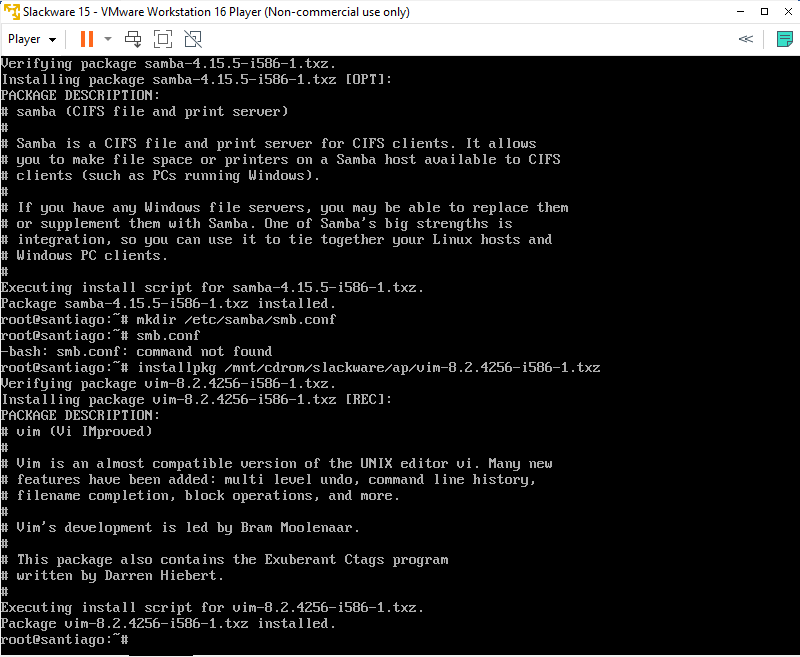 Slackware 15 - VMware Workstation 16 Player (Non-commercial use only)
Player
Verifying package samba-4.15.5-i586-1.txz.
Installing package samba-4.15.5-i586-1.txz [OPT]:
PACKAGE DESCRIPTION:
# samba (CIFS file and print server)
#
# Samba is a CIFS file and print server for CIFS clients. It allows
# you to make file space or printers on a Samba host available to CIFS
# clients (such as PCs running Windows).
#
# If you have any Windows file servers, you may be able to replace them
# or supplement them with Samba. One of Samba's big strengths is
# integration, so you can use it to tie together your Linux hosts and
# Windows PC clients.
#
Executing install script for samba-4.15.5-i586-1.txz.
Package samba-4.15.5-i586-1.txz installed.
root@santiago:~# mkdir /etc/samba/smb.conf
root@santiago:~# smb.conf
-bash: smb.conf: command not found
root@santiago:~# installpkg /mnt/cdrom/slackware/ap/vim-8.2.4256-i586-1.txz
Verifying package vim-8.2.4256-i586-1.txz.
Installing package vim-8.2.4256-i586-1.txz [REC]:
PACKAGE DESCRIPTION:
# vim (Vi IMproved)
#
# Vim is an almost compatible version of the UNIX editor vi. Many new
# features have been added: multi level undo, command line history,
# filename completion, block operations, and more.
#
# Vim's development is led by Bram Moolenaar.
#
# This package also contains the Exuberant Ctags program
# written by Darren Hiebert.
#
Executing install script for vim-8.2.4256-i586-1.txz.
Package vim-8.2.4256-i586-1.txz installed.
root@santiago:~#